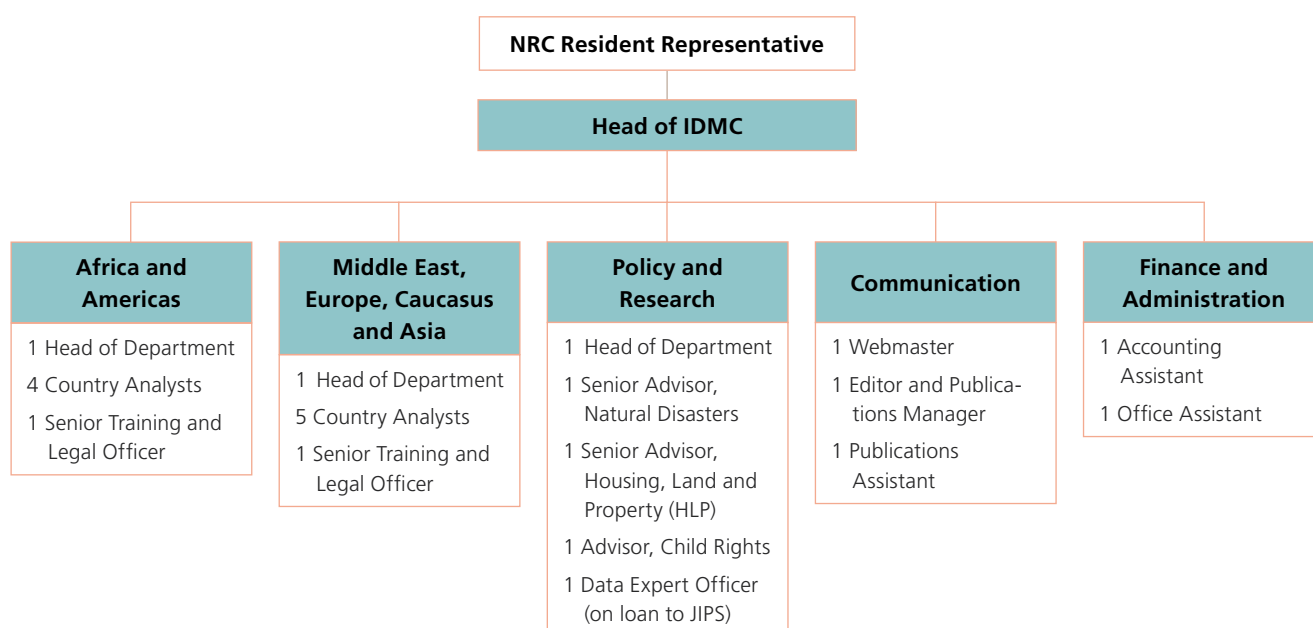 NRC Resident Representative
Head of IDMC
Africa and
Americas
1 Head of Department
4 Country Analysts
1 Senior Training and
Legal Officer
Middle East,
Europe, Caucasus
and Asia
1 Head of Department
5 Country Analysts
1 Senior Training and
Legal Officer
Policy and
Research
1 Head of Department
1 Senior Advisor,
Natural Disasters
1 Senior Advisor,
Housing, Land and
Property (HLP)
1 Advisor, Child Rights
1 Data Expert Officer
(on loan to JIPS)
Communication
1 Webmaster
1 Editor and Publica-
tions Manager
1 Publications
Assistant
Finance and
Administration
1 Accounting
Assistant
1 Office Assistant